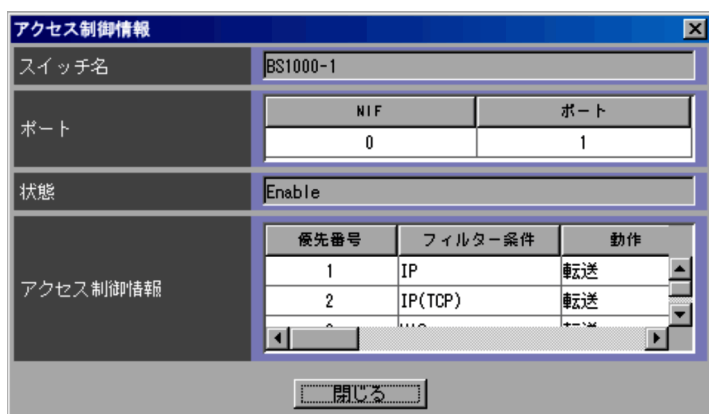 アクセス制御情報
スイッチ名 BS1000-1
ポート
NIF ポート
0 1
状態 Enable
アクセス制御情報
優先番号 フィルター条件 動作
1 IP 転送
2 IP(TCP) 転送
閉じる